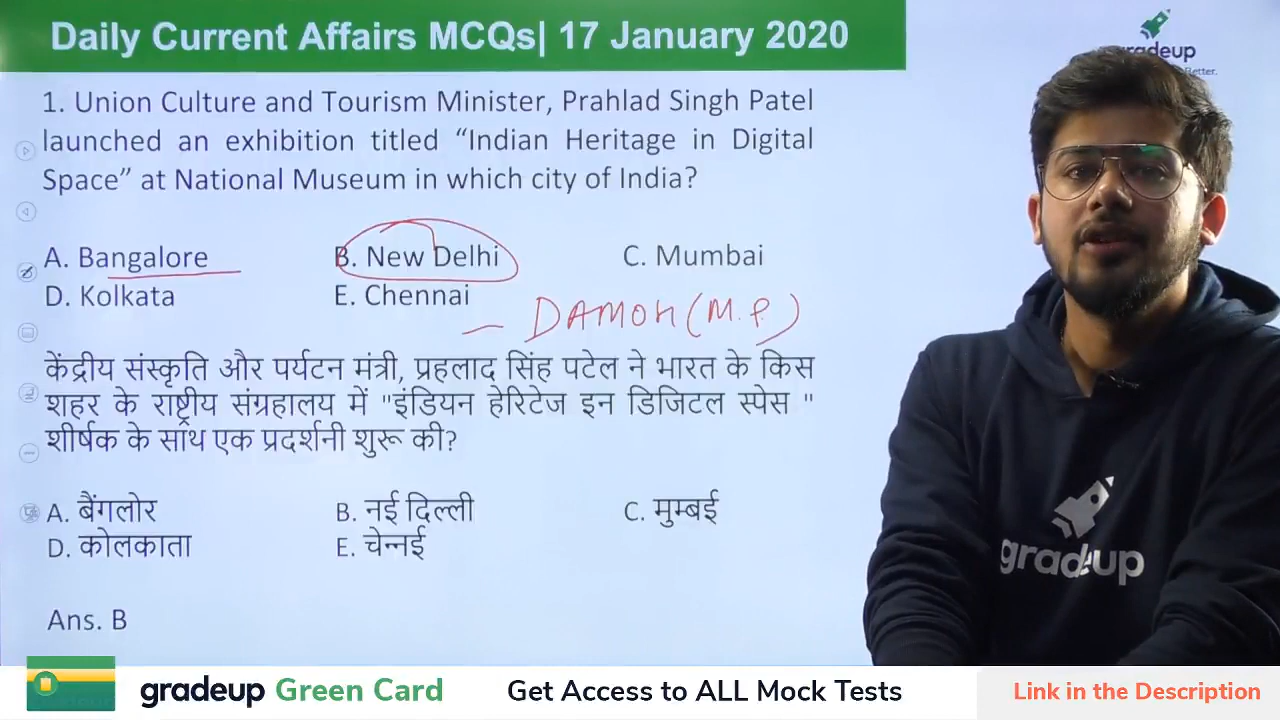 Daily Current Affairs MCQs| 17 January 2020
gradeup
1. Union Culture and Tourism Minister, Prahlad Singh Patel
launched an exhibition titled “Indian Heritage in Digital
Space” at National Museum in which city of India?
A. Bangalore B. New Delhi C. Mumbai
D. Kolkata E. Chennai
— DAMOH (M.P.)
केंद्रीय संस्कृति और पर्यटन मंत्री, प्रहलाद सिंह पटेल ने भारत के किस
शहर के राष्ट्रीय संग्रहालय में "इंडियन हेरिटेज इन डिजिटल स्पेस "
शीर्षक के साथ एक प्रदर्शनी शुरू की?
A. बैंगलोर B. नई दिल्ली C. मुम्बई
D. कोलकाता E. चेन्नई
Ans. B
gradeup
gradeup Green Card Get Access to ALL Mock Tests Link in the Description